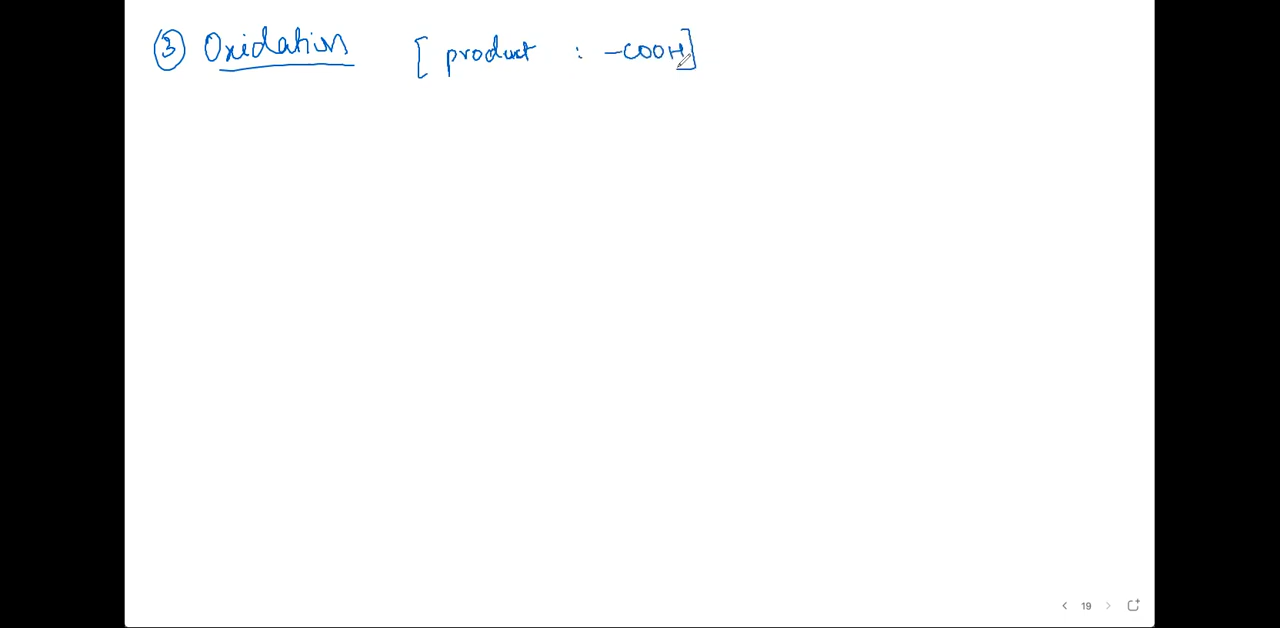 ③ Oxidation [ product : -COOH]
19